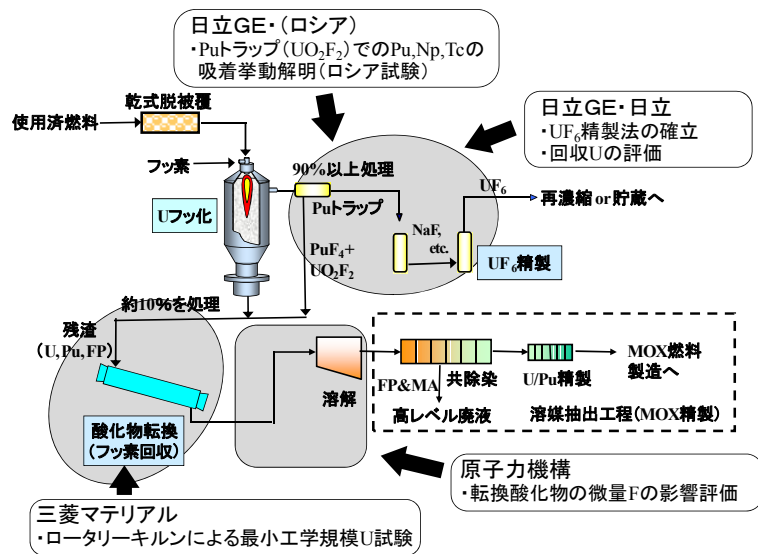 日立GE・(ロシア)
・Puトラップ(UO₂F₂)でのPu,Np,Tcの
吸着挙動解明(ロシア試験)
乾式脱被覆
使用済燃料
日立GE・日立
・UF₆精製法の確立
・回収Uの評価
フッ素
90%以上処理
UF₆
再濃縮 or 貯蔵へ
Uフッ化
Puトラップ
NaF,
etc.
PuF₄+
UO₂F₂
UF₆精製
約10%を処理
残渣
(U,Pu,FP)
溶解
FP&MA
共除染
U/Pu精製
MOX燃料
製造へ
高レベル廃液
溶媒抽出工程(MOX精製)
酸化物転換
(フッ素回収)
原子力機構
・転換酸化物の微量Fの影響評価
三菱マテリアル
・ロータリーキルンによる最小工学規模U試験